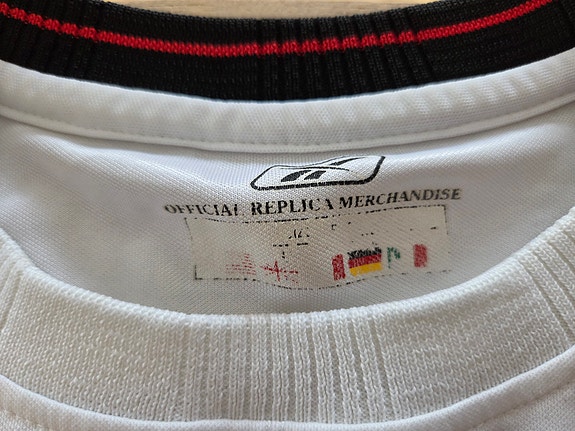 OFFICIAL REPLICA MERCHANDISE